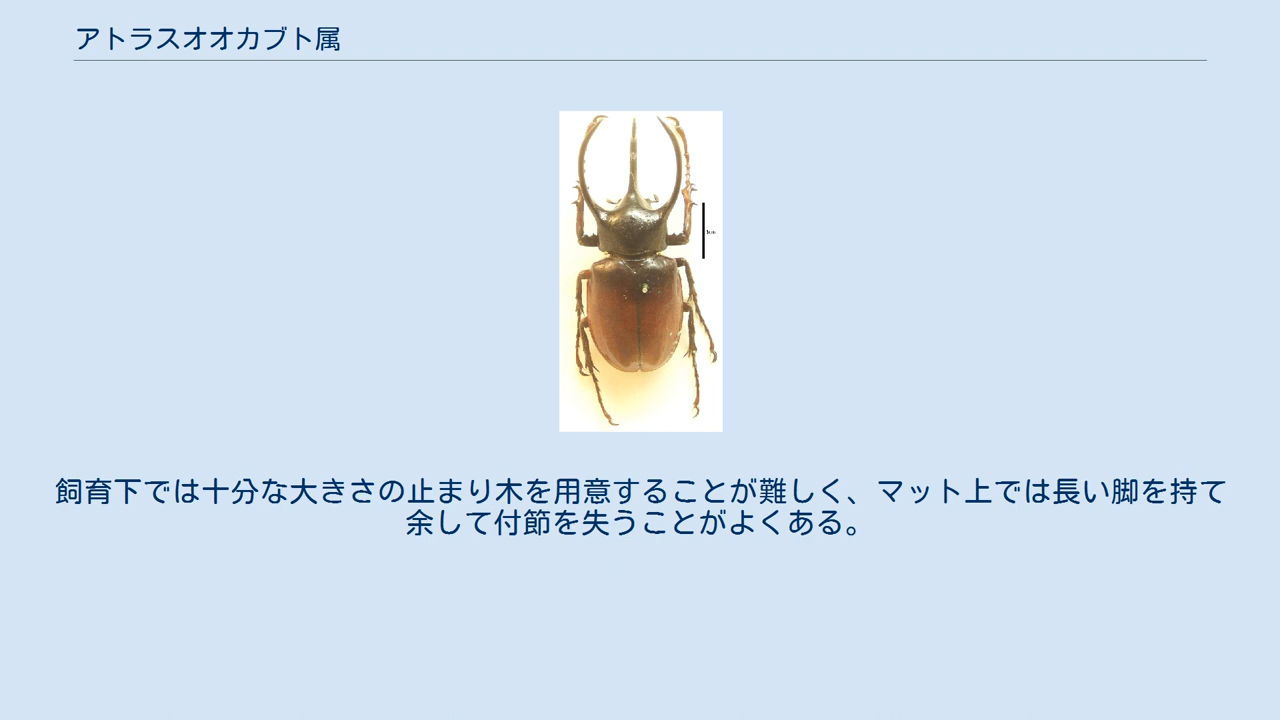 アトラスオオカブト属
飼育下では十分な大きさの止まり木を用意することが難しく、マット上では長い脚を持て
余して付節を失うことがよくある。